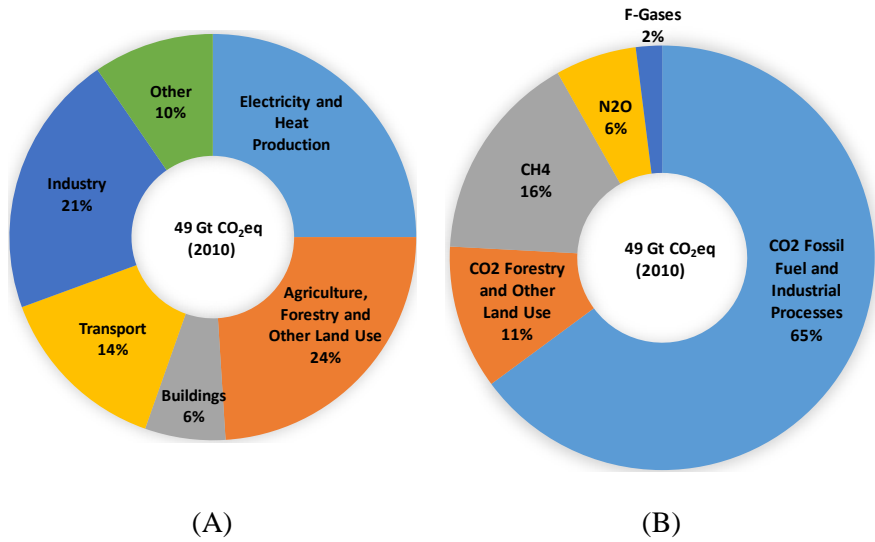 Other
10%
Electricity and
Heat
Production
Industry
21%
49 Gt CO₂eq
(2010)
Agriculture,
Forestry and
Other Land Use
24%
Transport
14%
Buildings
6%
(A)
F-Gases
2%
N2O
6%
CH4
16%
49 Gt CO₂eq
(2010)
CO2 Fossil
Fuel and
Industrial
Processes
65%
CO2 Forestry
and Other
Land Use
11%
(B)